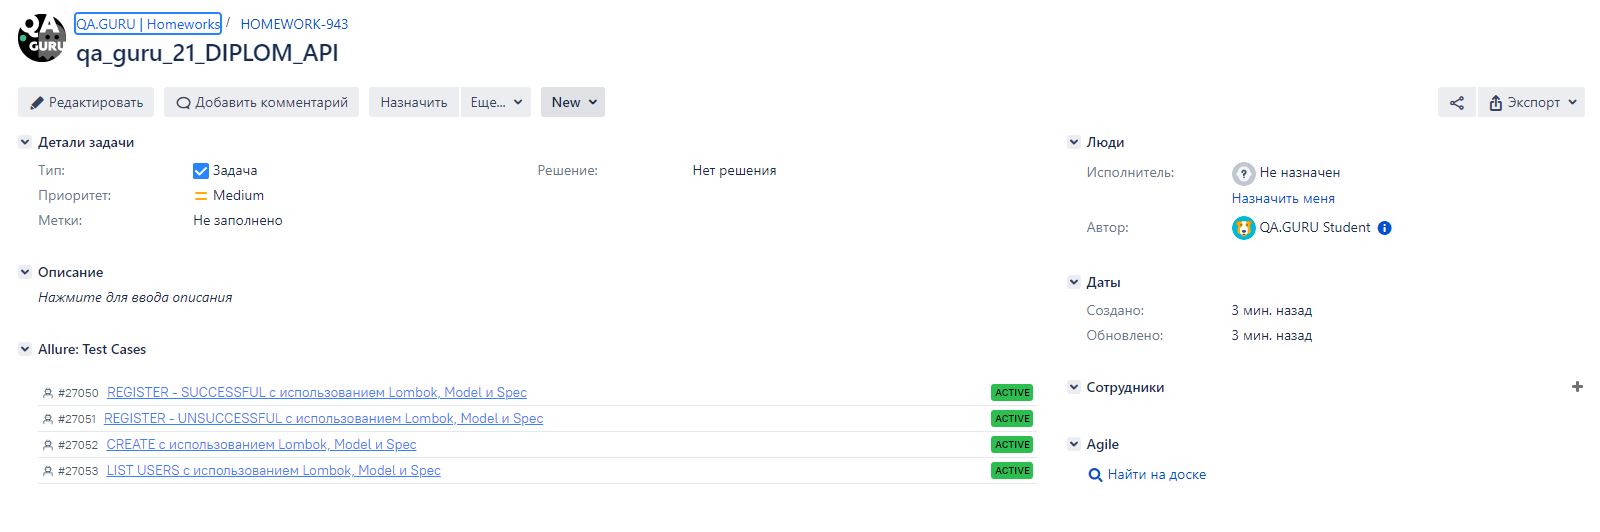 QA
GURU
QA.GURU | Homeworks / HOMEWORK-943
qa_guru_21_DIPLOM_API
Редактировать Добавить комментарий Назначить Еще... New Экспорт
Детали задачи
Тип: Задача Решение: Нет решения
Приоритет: Medium
Метки: Не заполнено
Описание
Нажмите для ввода описания
Allure: Test Cases
#27050 REGISTER - SUCCESSFUL с использованием Lombok, Model и Spec ACTIVE
#27051 REGISTER - UNSUCCESSFUL с использованием Lombok, Model и Spec ACTIVE
#27052 CREATE с использованием Lombok, Model и Spec ACTIVE
#27053 LIST USERS с использованием Lombok, Model и Spec ACTIVE
Люди
Исполнитель: Не назначен
Назначить меня
Автор: QA.GURU Student
Даты
Создано: 3 мин. назад
Обновлено: 3 мин. назад
Сотрудники
Agile
Найти на доске